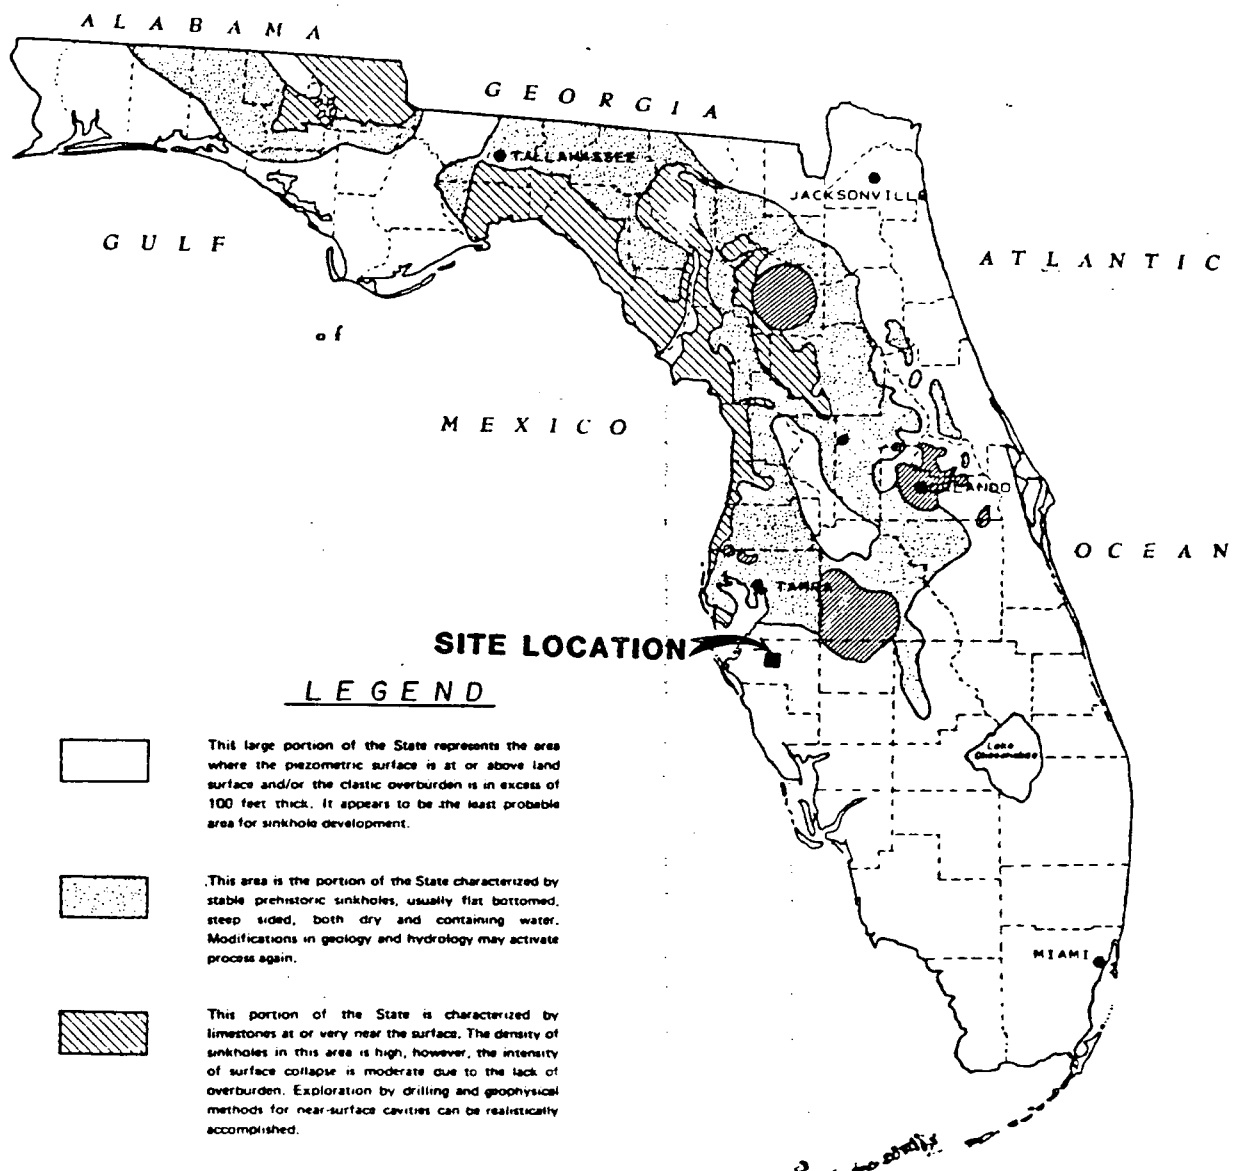 A L A B A M A
G E O R G I A
TALLAHASSEE
JACKSONVILLE
G U L F
A T L A N T I C
of
M E X I C O
ORLANDO
O C E A N
TAMPA
SITE LOCATION
L E G E N D
This large portion of the State represents the area
where the piezometric surface is at or above land
surface and/or the clastic overburden is in excess of
100 feet thick. It appears to be the least probable
area for sinkhole development.
Lake
Okeechobee
This area is the portion of the State characterized by
stable prehistoric sinkholes, usually flat bottomed,
steep sided, both dry and containing water.
Modifications in geology and hydrology may activate
process again.
MIAMI
This portion of the State is characterized by
limestones at or very near the surface. The density of
sinkholes in this area is high, however, the intensity
of surface collapse is moderate due to the lack of
overburden. Exploration by drilling and geophysical
methods for near-surface cavities can be realistically
accomplished.